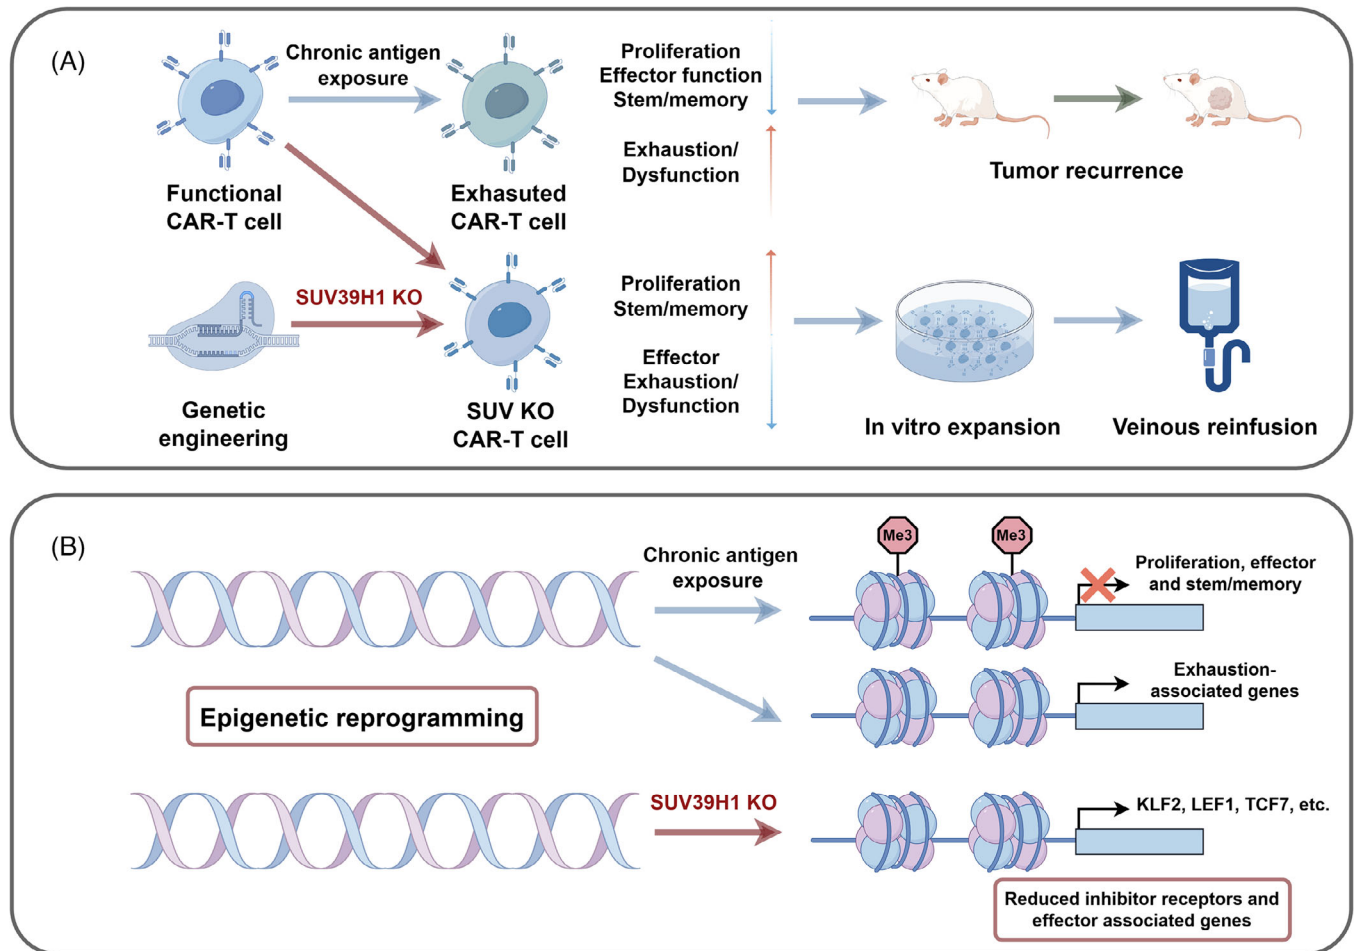 (A)
Chronic antigen
exposure
Functional
CAR-T cell
Exhasuted
CAR-T cell
Proliferation
Effector function
Stem/memory
Exhaustion/
Dysfunction
Tumor recurrence
Genetic
engineering
SUV39H1 KO
SUV KO
CAR-T cell
Proliferation
Stem/memory
Effector
Exhaustion/
Dysfunction
In vitro expansion
Veinous reinfusion
(B)
Chronic antigen
exposure
Me3
Me3
Proliferation, effector
and stem/memory
Exhaustion-
associated genes
Epigenetic reprogramming
SUV39H1 KO
KLF2, LEF1, TCF7, etc.
Reduced inhibitor receptors and
effector associated genes